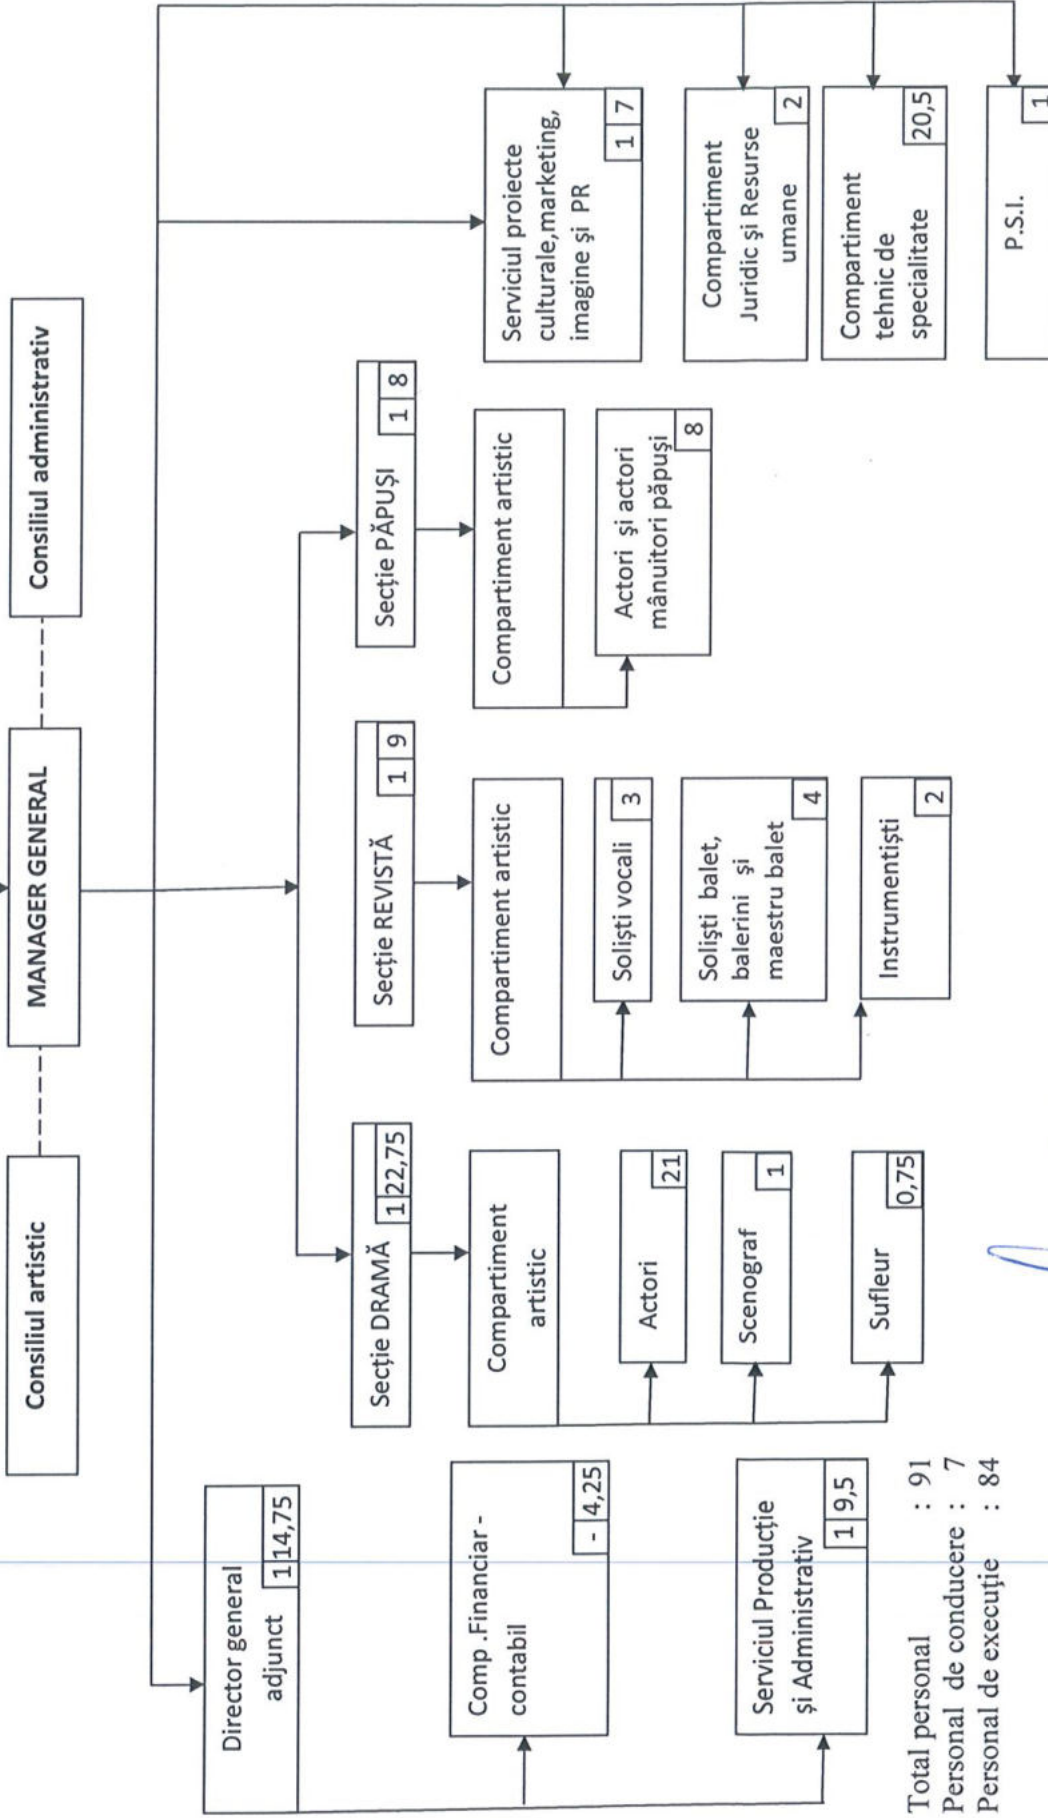 Consiliul artistic
MANAGER GENERAL
Consiliul administrativ
Director general
adjunct
1 14,75
Comp .Financiar -
contabil
- 4,25
Serviciul Producție
și Administrativ
1 9,5
Secție DRAMĂ
1 22,75
Compartiment
artistic
Actori
21
Scenograf
1
Sufleur
0,75
Secție REVISTĂ
1 9
Compartiment artistic
Soliști vocali
3
Soliști balet,
balerini și
maestru balet
4
Instrumentiști
2
Secție PĂPUȘI
1 8
Compartiment artistic
Actori și actori
mânuitori păpuși
8
Serviciul proiecte
culturale,marketing,
imagine și PR
1 7
Compartiment
Juridic și Resurse
umane
2
Compartiment
tehnic de
specialitate
20,5
P.S.I.
1
Total personal : 91
Personal de conducere : 7
Personal de execuție : 84